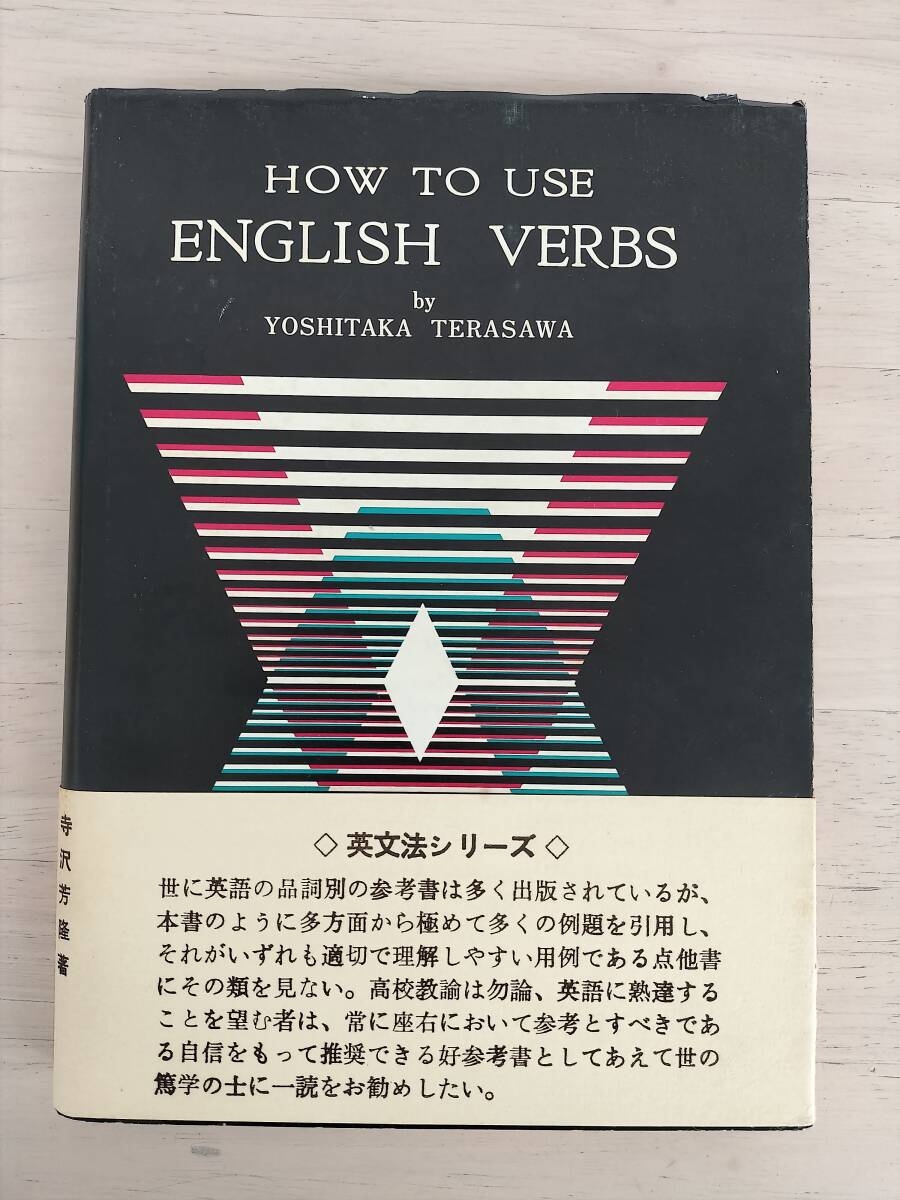 HOW TO USE
ENGLISH VERBS
by
YOSHITAKA TERASAWA
◇英文法シリーズ◇
世に英語の品詞別の参考書は多く出版されているが、
本書のように多方面から極めて多くの例題を引用し、
それがいずれも適切で理解しやすい用例である点他書
にその類を見ない。高校教諭は勿論、英語に熟達する
ことを望む者は、常に座右において参考とすべきであ
る自信をもって推奨できる好参考書としてあえて世の
篤学の士に一読をお勧めしたい。
寺沢芳隆著